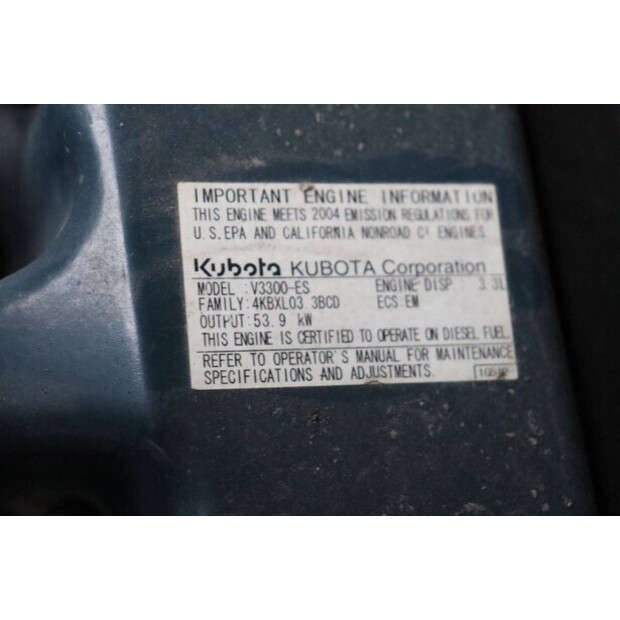 IMPORTANT ENGINE INFORMATION
THIS ENGINE MEETS 2004 EMISSION REGULATIONS FOR
U.S.EPA AND CALIFORNIA NONROAD CI ENGINES.
Kubota KUBOTA Corporation
MODEL :V3300-ES ENGINE DISP : 3.3L
FAMILY:4KBXL03.3BCD ECS:EM
OUTPUT:53.9 kW
THIS ENGINE IS CERTIFIED TO OPERATE ON DIESEL FUEL.
REFER TO OPERATOR'S MANUAL FOR MAINTENANCE
SPECIFICATIONS AND ADJUSTMENTS.